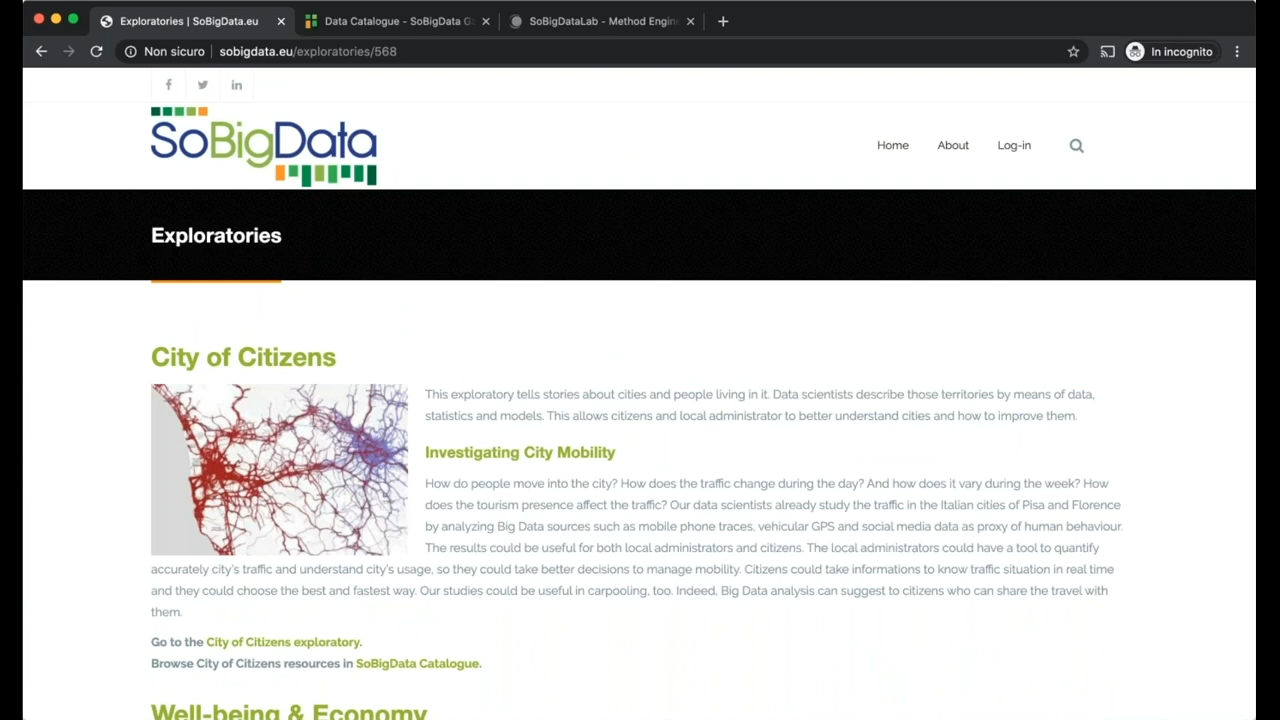 Exploratories | SoBigData.eu
Data Catalogue - SoBigData G
SoBigDataLab - Method Engin
Non sicuro
sobigdata.eu/exploratories/568
In incognito
SoBigData
Home
About
Log-in
Exploratories
City of Citizens
This exploratory tells stories about cities and people living in it. Data scientists describe those territories by means of data,
statistics and models. This allows citizens and local administrator to better understand cities and how to improve them.
Investigating City Mobility
How do people move into the city? How does the traffic change during the day? And how does it vary during the week? How
does the tourism presence affect the traffic? Our data scientists already study the traffic in the Italian cities of Pisa and Florence
by analyzing Big Data sources such as mobile phone traces, vehicular GPS and social media data as proxy of human behaviour.
The results could be useful for both local administrators and citizens. The local administrators could have a tool to quantify
accurately city's traffic and understand city's usage, so they could take better decisions to manage mobility. Citizens could take informations to know traffic situation in real time
and they could choose the best and fastest way. Our studies could be useful in carpooling, too. Indeed, Big Data analysis can suggest to citizens who can share the travel with
them.
Go to the City of Citizens exploratory.
Browse City of Citizens resources in SoBigData Catalogue.
Well-being & Economy